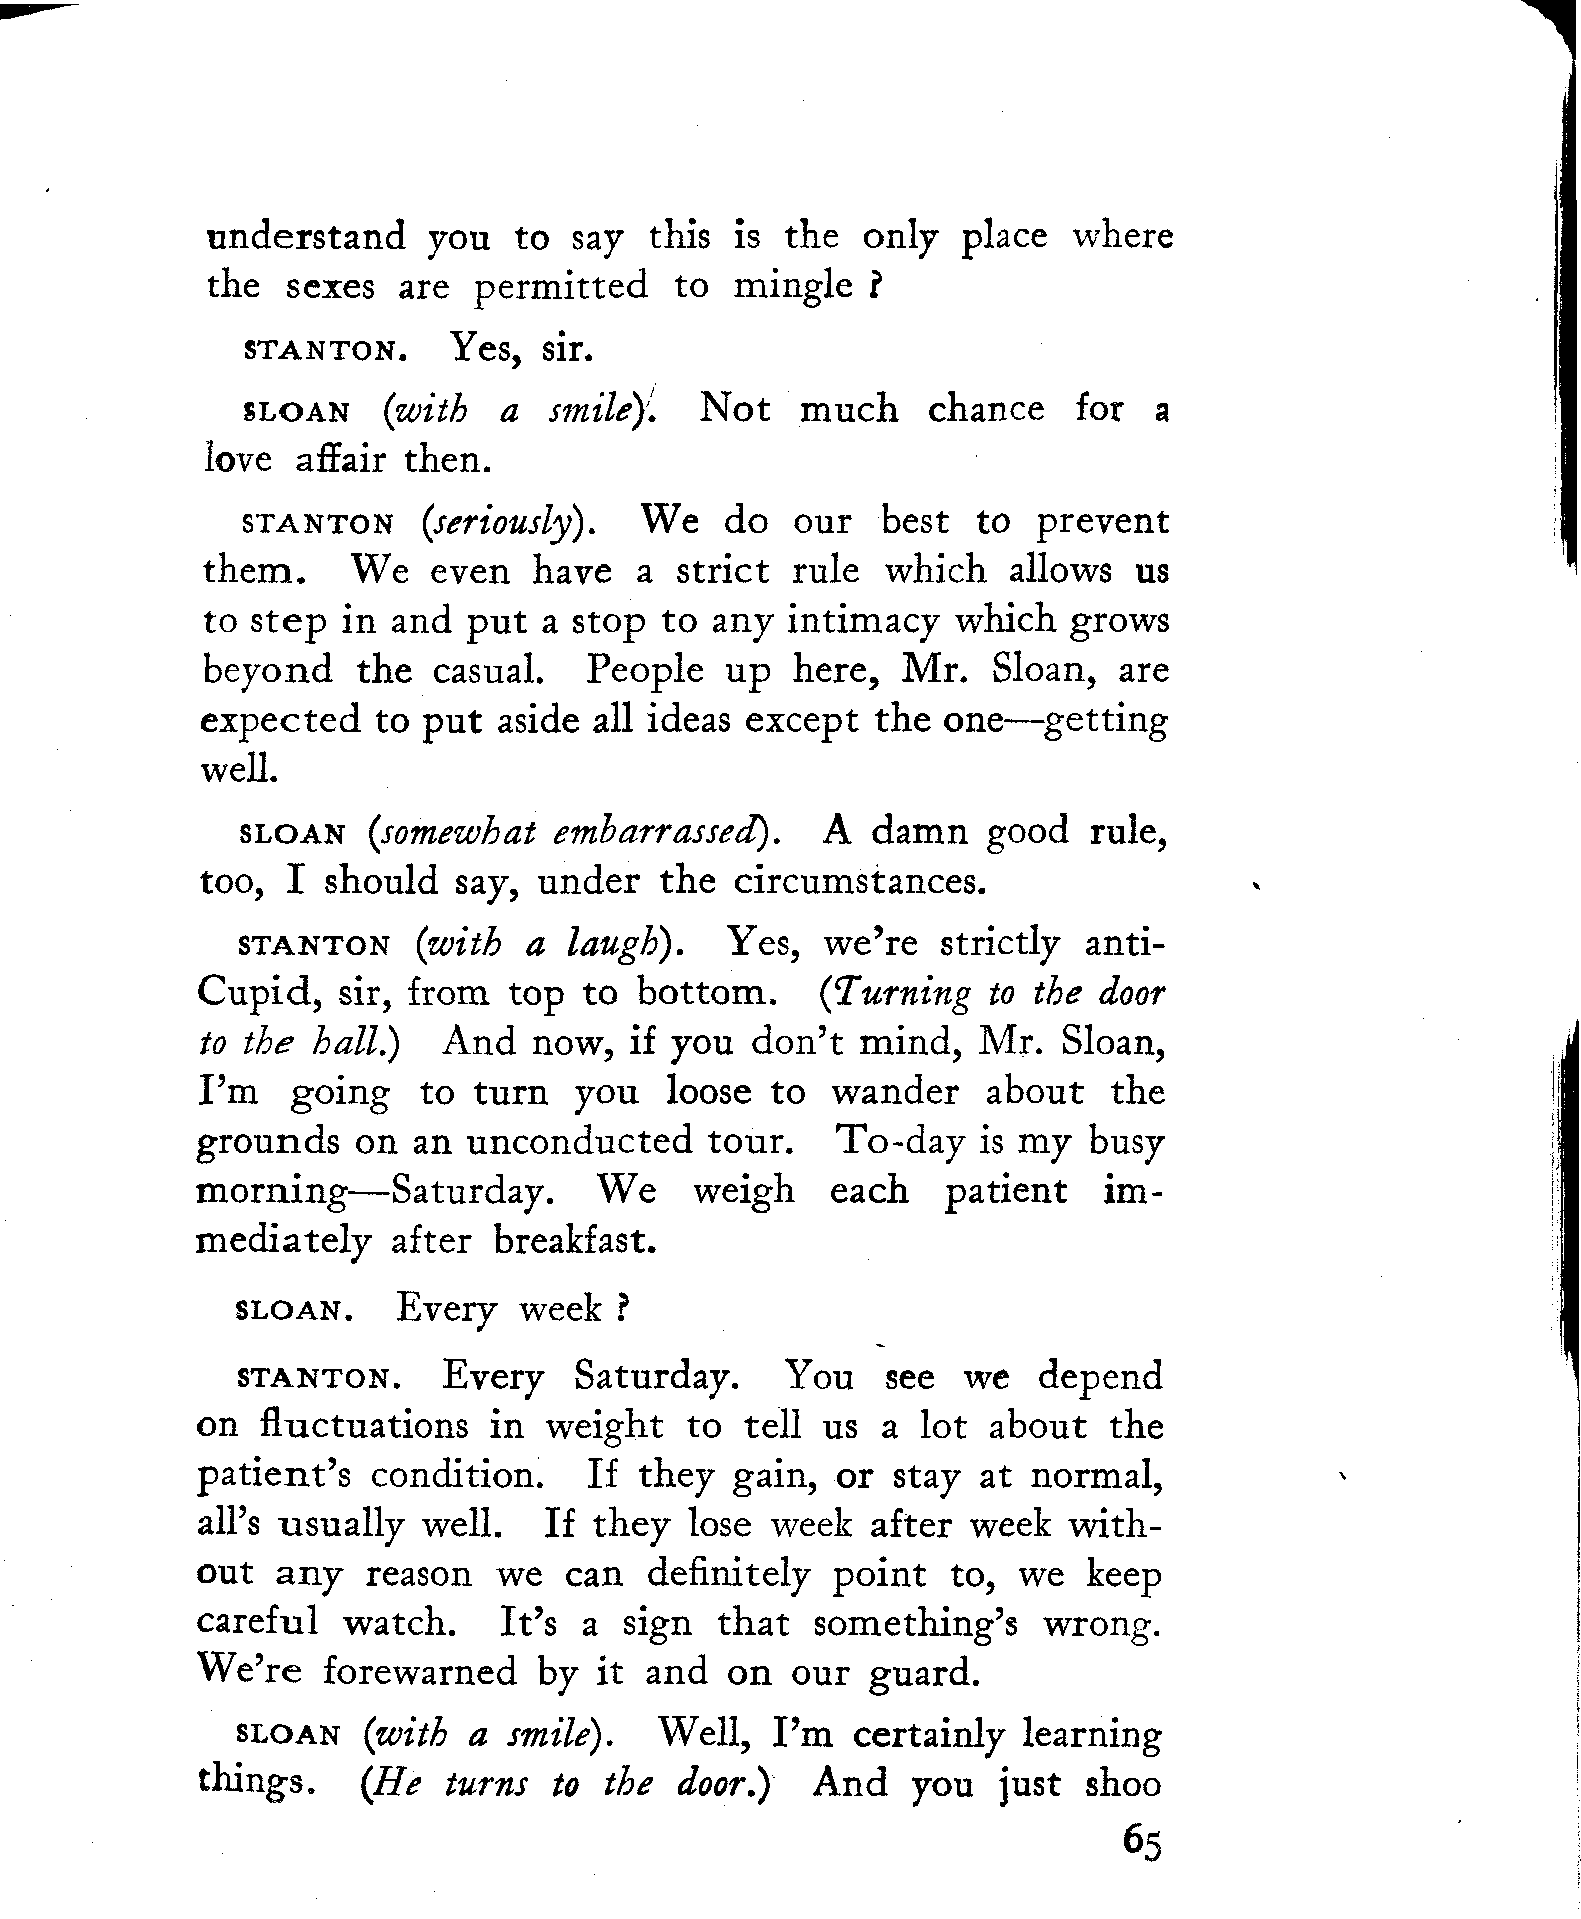 understand you to say this is the only place where
the sexes are permitted to mingle ?
STANTON. Yes, sir.
SLOAN (with a smile). Not much chance for a
love affair then.
STANTON (seriously). We do our best to prevent
them. We even have a strict rule which allows us
to step in and put a stop to any intimacy which grows
beyond the casual. People up here, Mr. Sloan, are
expected to put aside all ideas except the one—getting
well.
SLOAN (somewhat embarrassed). A damn good rule,
too, I should say, under the circumstances.
STANTON (with a laugh). Yes, we're strictly anti-
Cupid, sir, from top to bottom. (Turning to the door
to the hall.) And now, if you don't mind, Mr. Sloan,
I'm going to turn you loose to wander about the
grounds on an unconducted tour. To-day is my busy
morning—Saturday. We weigh each patient im-
mediately after breakfast.
SLOAN. Every week ?
STANTON. Every Saturday. You see we depend
on fluctuations in weight to tell us a lot about the
patient's condition. If they gain, or stay at normal,
all's usually well. If they lose week after week with-
out any reason we can definitely point to, we keep
careful watch. It's a sign that something's wrong.
We're forewarned by it and on our guard.
SLOAN (with a smile). Well, I'm certainly learning
things. (He turns to the door.) And you just shoo
65